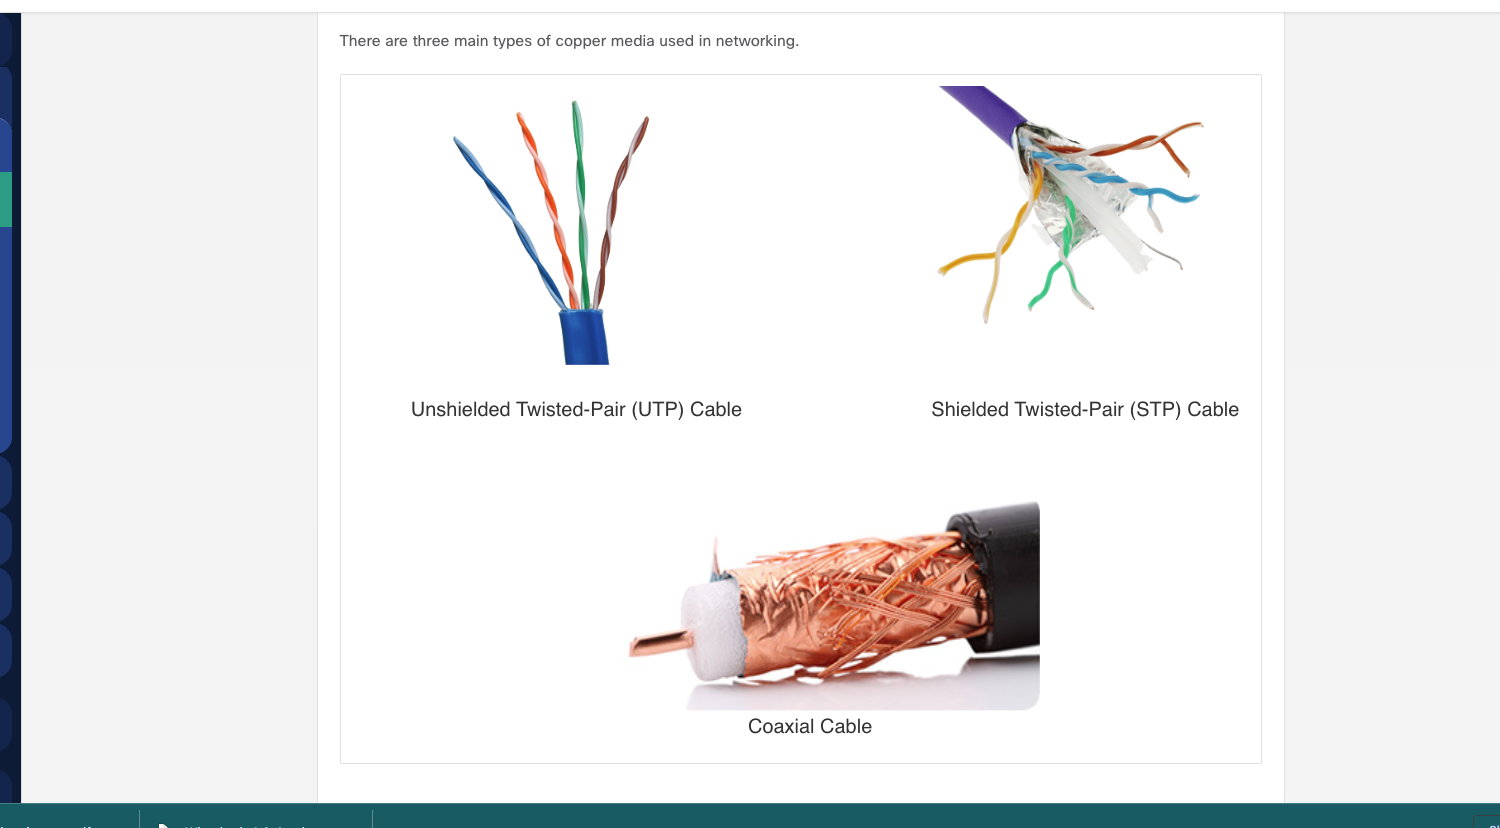 There are three main types of copper media used in networking.
Unshielded Twisted-Pair (UTP) Cable
Shielded Twisted-Pair (STP) Cable
Coaxial Cable